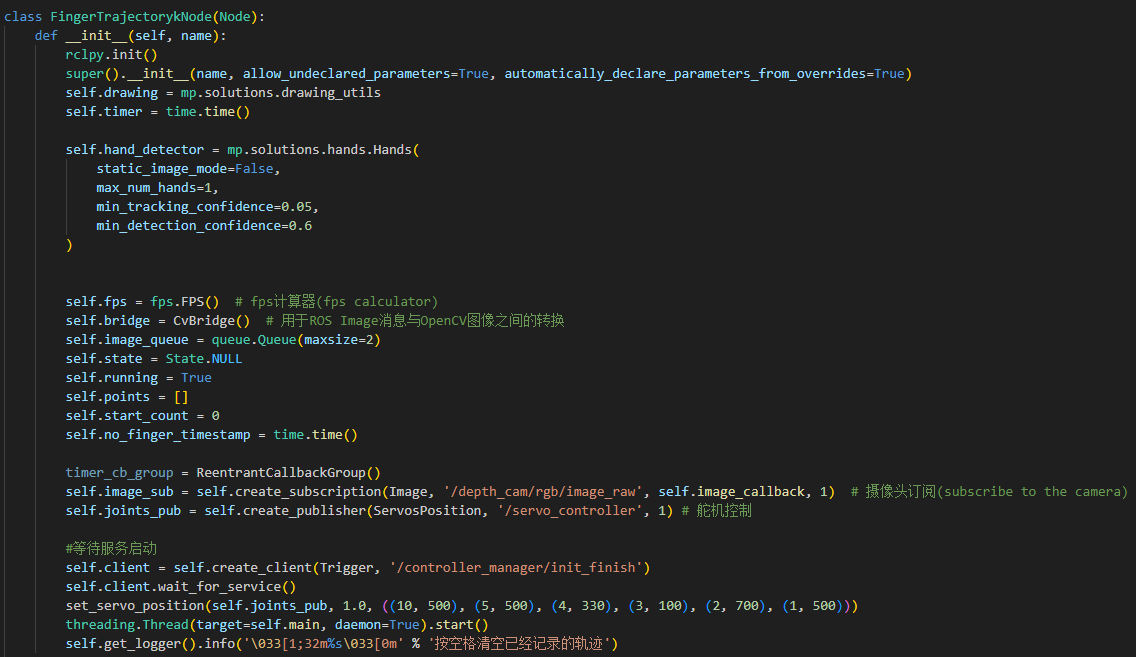 class FingerTrajectorykNode(Node):
    def __init__(self, name):
        rclpy.init()
        super().__init__(name, allow_undeclared_parameters=True, automatically_declare_parameters_from_overrides=True)
        self.drawing = mp.solutions.drawing_utils
        self.timer = time.time()

        self.hand_detector = mp.solutions.hands.Hands(
            static_image_mode=False,
            max_num_hands=1,
            min_tracking_confidence=0.05,
            min_detection_confidence=0.6
        )

        self.fps = fps.FPS()  # fps计算器(fps calculator)
        self.bridge = CvBridge()  # 用于ROS Image消息与OpenCV图像之间的转换
        self.image_queue = queue.Queue(maxsize=2)
        self.state = State.NULL
        self.running = True
        self.points = []
        self.start_count = 0
        self.no_finger_timestamp = time.time()

        timer_cb_group = ReentrantCallbackGroup()
        self.image_sub = self.create_subscription(Image, '/depth_cam/rgb/image_raw', self.image_callback, 1)  # 摄像头订阅(subscribe to the camera)
        self.joints_pub = self.create_publisher(ServosPosition, '/servo_controller', 1) # 舵机控制

        #等待服务启动
        self.client = self.create_client(Trigger, '/controller_manager/init_finish')
        self.client.wait_for_service()
        set_servo_position(self.joints_pub, 1.0, ((10, 500), (5, 500), (4, 330), (3, 100), (2, 700), (1, 500)))
        threading.Thread(target=self.main, daemon=True).start()
        self.get_logger().info('\033[1;32m%s\033[0m' % '按空格清空已经记录的轨迹')